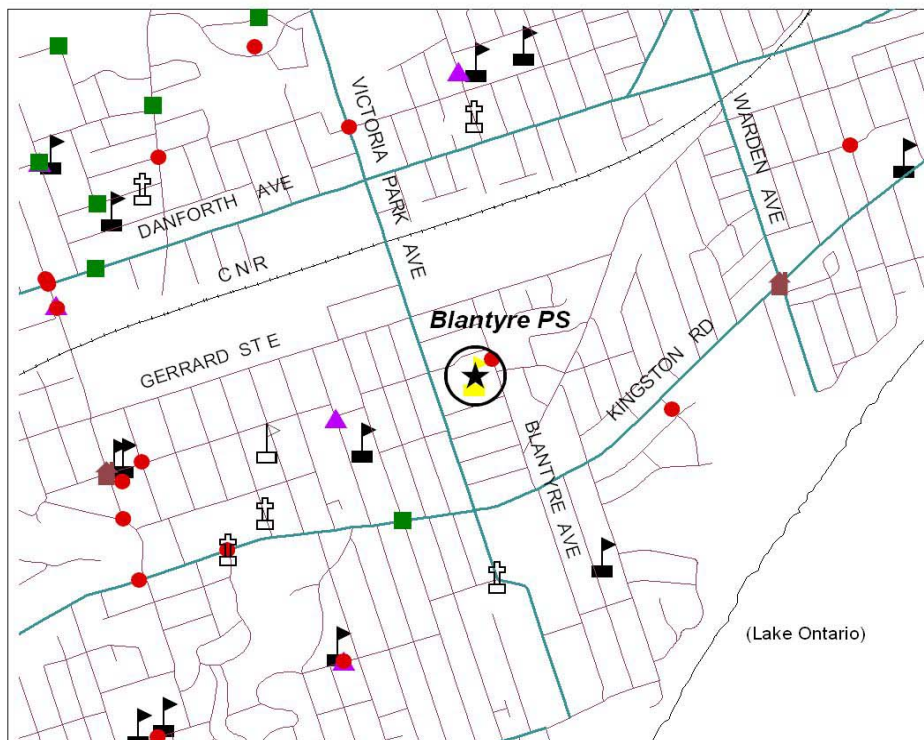 VICTORIA PARK AVE
WARDEN AVE
DANFORTH AVE
C N R
Blantyre PS
GERRARD ST E
KINGSTON RD
BLANTYRE AVE
(Lake Ontario)